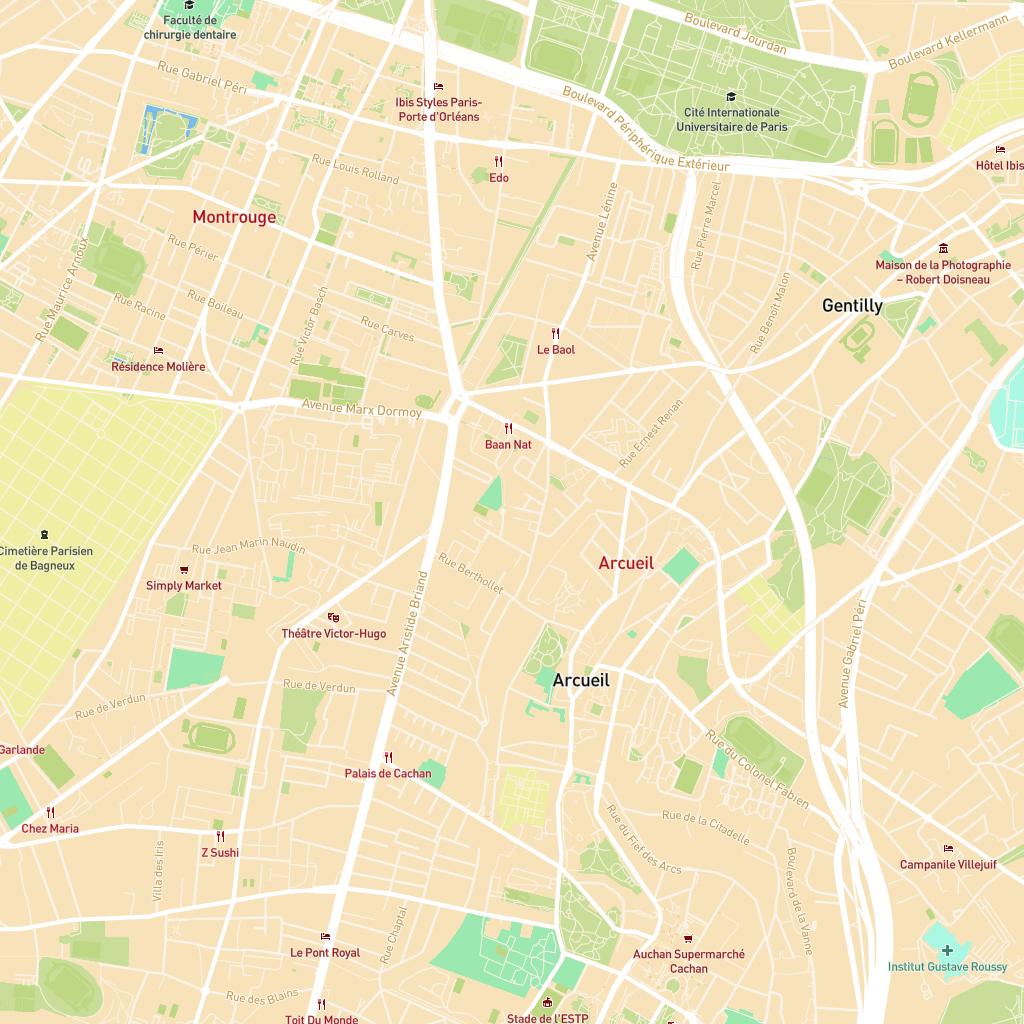 Faculté de
chirurgie dentaire
Boulevard Jourdan
Boulevard Kellermann
Rue Gabriel Péri
Ibis Styles Paris-
Porte d'Orléans
Boulevard Périphérique Extérieur
Cité Internationale
Universitaire de Paris
Hôtel Ibis
Rue Louis Rolland
Edo
Montrouge
Avenue Lénine
Rue Pierre Marcel
Rue Périer
Rue Maurice Arnoux
Maison de la Photographie
– Robert Doisneau
Rue Racine
Rue Boileau
Rue Victor Basch
Rue Carves
Rue Benoît Malon
Gentilly
Le Baol
Résidence Molière
Avenue Marx Dormoy
Baan Nat
Rue Ernest Renan
Cimetière Parisien
de Bagneux
Rue Jean Marin Naudin
Simply Market
Rue Berthollet
Arcueil
Théâtre Victor-Hugo
Avenue Aristide Briand
Avenue Gabriel Péri
Arcueil
Rue de Verdun
Rue de Verdun
Garlande
Rue du Colonel Fabien
Palais de Cachan
Chez Maria
Z Sushi
Rue du Fief des Arcs
Rue de la Citadelle
Villa des Iris
Boulevard de la Vanne
Campanile Villejuif
Rue Chaptal
Le Pont Royal
Auchan Supermarché
Cachan
Institut Gustave Roussy
Rue des Blains
Toit Du Monde
Stade de l'ESTP